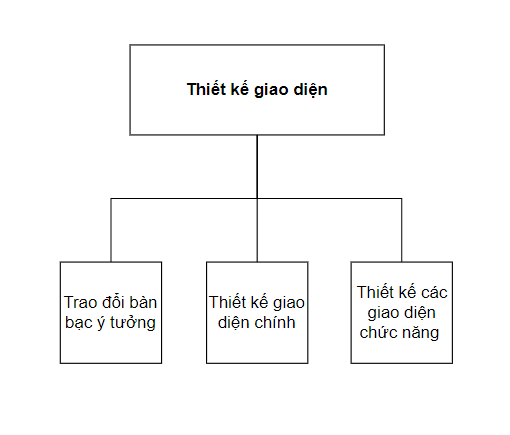 Thiết kế giao diện
Trao đổi bàn
bạc ý tưởng
Thiết kế giao
diện chính
Thiết kế các
giao diện
chức năng